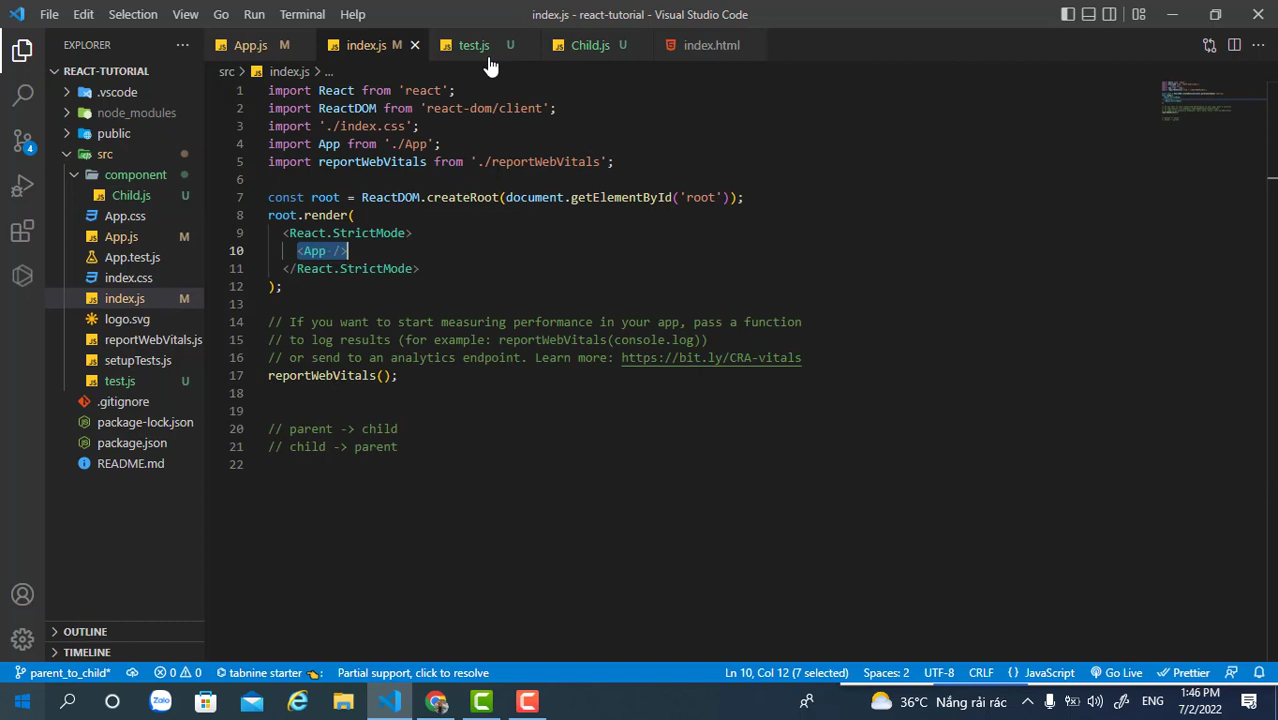 File Edit Selection View Go Run Terminal Help
index.js - react-tutorial - Visual Studio Code
EXPLORER
REACT-TUTORIAL
.vscode
node_modules
public
src
component
Child.js U
App.css
App.js M
App.test.js
index.css
index.js M
logo.svg
reportWebVitals.js
setupTests.js
test.js U
.gitignore
package-lock.json
package.json
README.md
OUTLINE
TIMELINE
4
App.js M index.js M test.js U Child.js U index.html
src > index.js > ...
1 import React from 'react';
2 import ReactDOM from 'react-dom/client';
3 import './index.css';
4 import App from './App';
5 import reportWebVitals from './reportWebVitals';
6
7 const root = ReactDOM.createRoot(document.getElementById('root'));
8 root.render(
9 <React.StrictMode>
10 <App />
11 </React.StrictMode>
12 );
13
14 // If you want to start measuring performance in your app, pass a function
15 // to log results (for example: reportWebVitals(console.log))
16 // or send to an analytics endpoint. Learn more: https://bit.ly/CRA-vitals
17 reportWebVitals();
18
19
20 // parent -> child
21 // child -> parent
22
parent_to_child* 0 0 tabnine starter Partial support, click to resolve Ln 10, Col 12 (7 selected) Spaces: 2 UTF-8 CRLF { } JavaScript Go Live Prettier
Zalo 36°C Nắng rải rác ENG 1:46 PM
7/2/2022